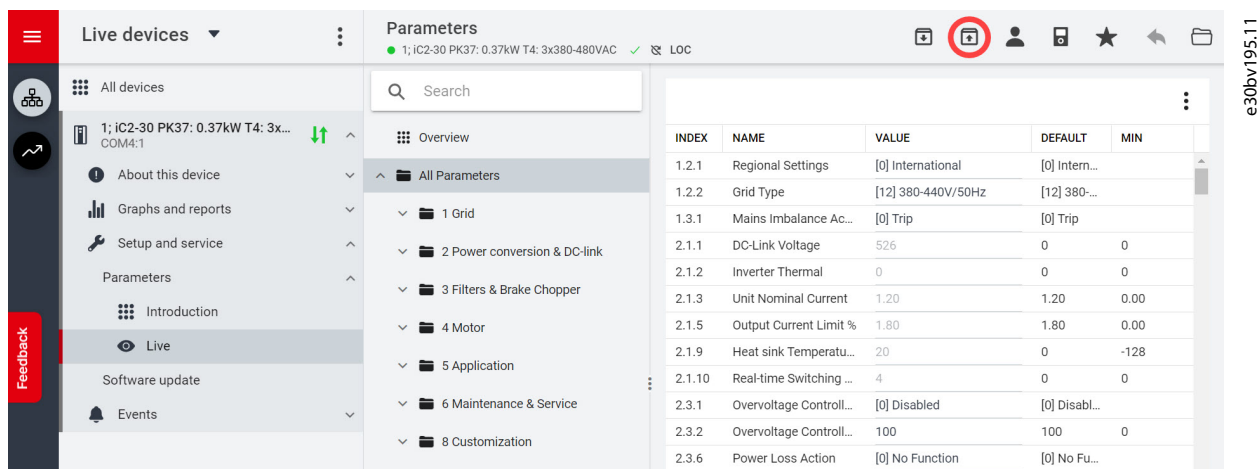 Live devices
Parameters
1; iC2-30 PK37: 0.37kW T4: 3x380-480VAC LOC
e30bv195.11
All devices
1; iC2-30 PK37: 0.37kW T4: 3x...
COM4:1
About this device
Graphs and reports
Setup and service
Parameters
Introduction
Live
Software update
Events
Feedback
Search
Overview
All Parameters
1 Grid
2 Power conversion & DC-link
3 Filters & Brake Chopper
4 Motor
5 Application
6 Maintenance & Service
8 Customization
INDEX NAME VALUE DEFAULT MIN
1.2.1 Regional Settings [0] International [0] Intern...
1.2.2 Grid Type [12] 380-440V/50Hz [12] 380-...
1.3.1 Mains Imbalance Ac... [0] Trip [0] Trip
2.1.1 DC-Link Voltage 526 0 0
2.1.2 Inverter Thermal 0 0 0
2.1.3 Unit Nominal Current 1.20 1.20 0.00
2.1.5 Output Current Limit % 1.80 1.80 0.00
2.1.9 Heat sink Temperatu... 20 0 -128
2.1.10 Real-time Switching ... 4 0 0
2.3.1 Overvoltage Controll... [0] Disabled [0] Disabl...
2.3.2 Overvoltage Controll... 100 100 0
2.3.6 Power Loss Action [0] No Function [0] No Fu...